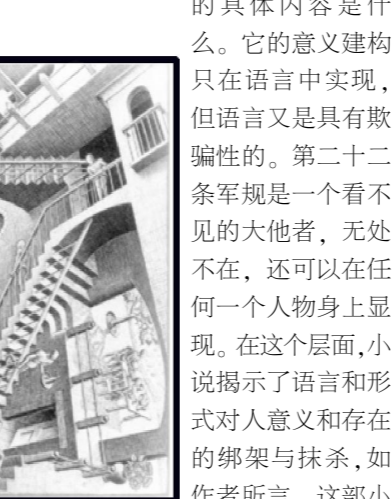 的具体内容是什
么。它的意义建构
只在语言中实现，
但语言又是具有欺
骗性的。第二十二
条军规是一个看不
见的大他者，无处
不在，还可以在任
何一个人物身上显
现。在这个层面，小
说揭示了语言和形
式对人意义和存在
的绑架与抹杀，如
作者所言，这部小